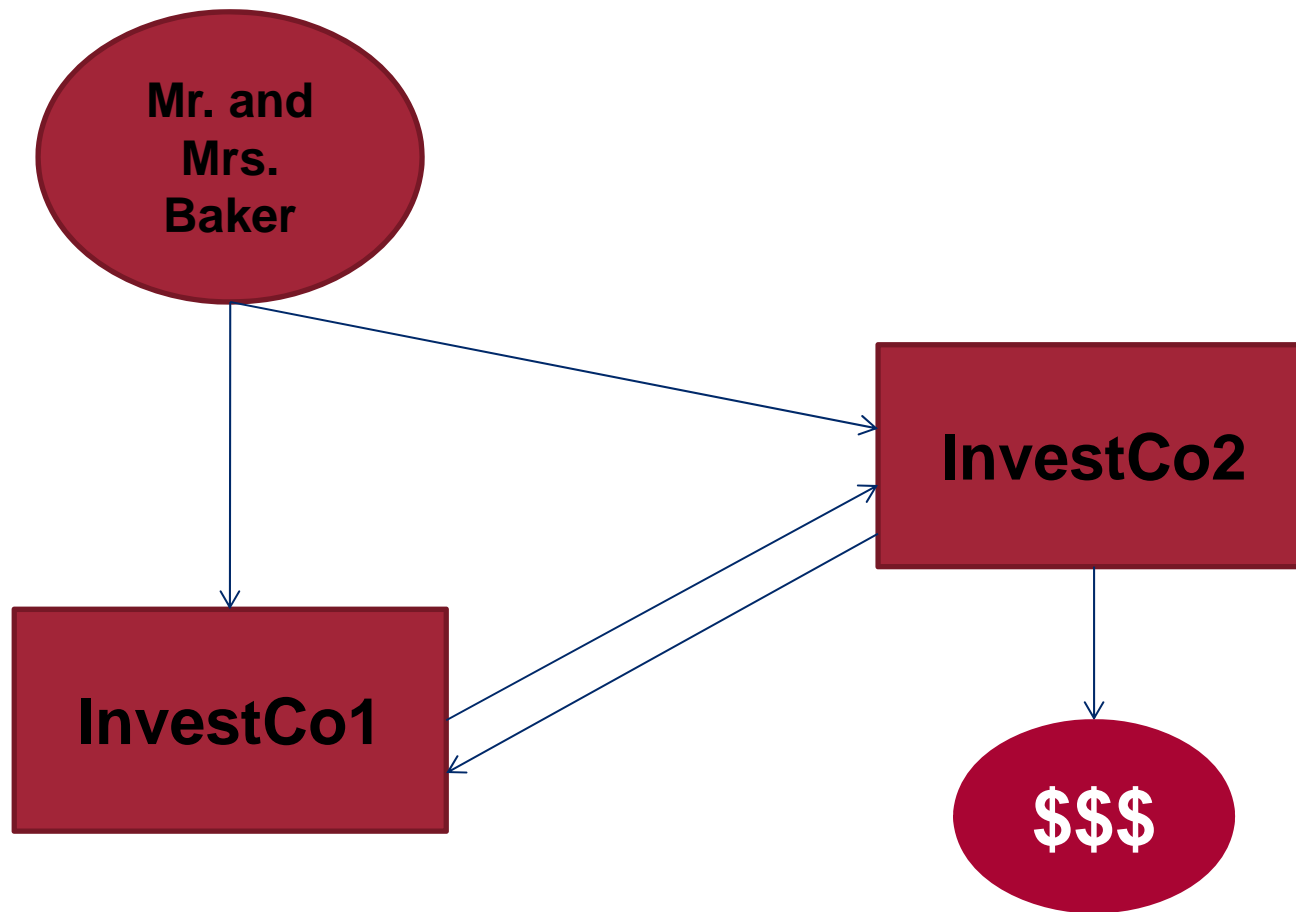 Mr. and
Mrs.
Baker
InvestCo2
InvestCo1
$$$